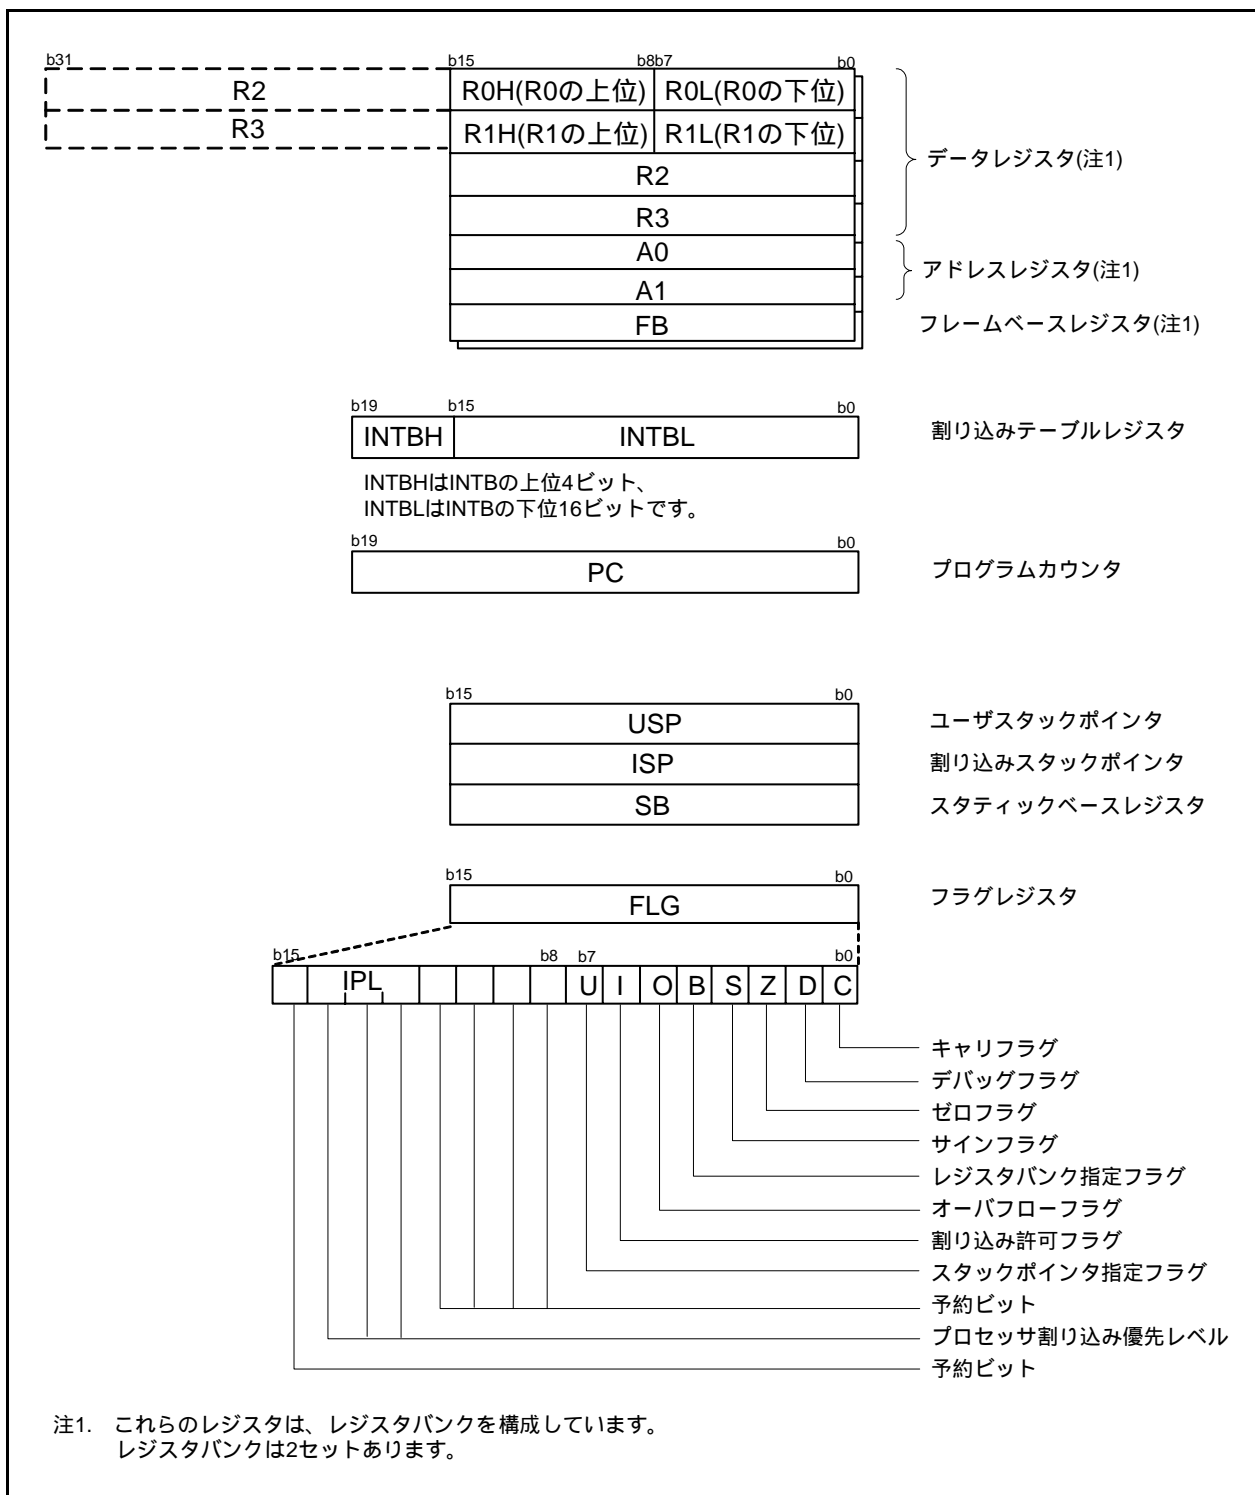 b31 b15 b8b7 b0
R2 R0H(R0の上位) R0L(R0の下位)
R3 R1H(R1の上位) R1L(R1の下位)
データレジスタ(注1)
R2
R3
A0
アドレスレジスタ(注1)
A1
FB フレームベースレジスタ(注1)
b19 b15 b0
INTBH INTBL 割り込みテーブルレジスタ
INTBHはINTBの上位4ビット、
INTBLはINTBの下位16ビットです。
b19 b0
PC プログラムカウンタ
b15 b0
USP ユーザスタックポインタ
ISP 割り込みスタックポインタ
SB スタティックベースレジスタ
b15 b0
FLG フラグレジスタ
b15 b8 b7 b0
IPL U I O B S Z D C
キャリフラグ
デバッグフラグ
ゼロフラグ
サインフラグ
レジスタバンク指定フラグ
オーバフローフラグ
割り込み許可フラグ
スタックポインタ指定フラグ
予約ビット
プロセッサ割り込み優先レベル
予約ビット
注1. これらのレジスタは、レジスタバンクを構成しています。
レジスタバンクは2セットあります。